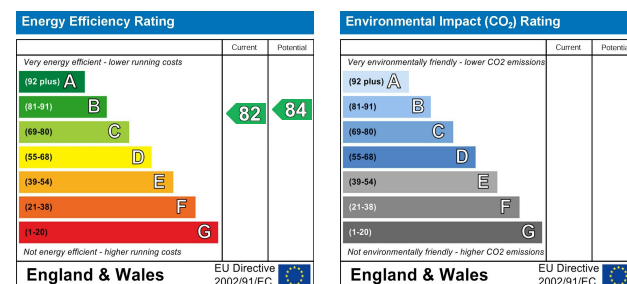 Energy Efficiency Rating
Current Potential
Very energy efficient - lower running costs
(92 plus) A
(81-91) B
82 84
(69-80) C
(55-68) D
(39-54) E
(21-38) F
(1-20) G
Not energy efficient - higher running costs
England & Wales
EU Directive
2002/91/EC
Environmental Impact (CO₂) Rating
Current Potentia
Very environmentally friendly - lower CO2 emissions
(92 plus) A
(81-91) B
(69-80) C
(55-68) D
(39-54) E
(21-38) F
(1-20) G
Not environmentally friendly - higher CO2 emissions
England & Wales
EU Directive
2002/91/EC